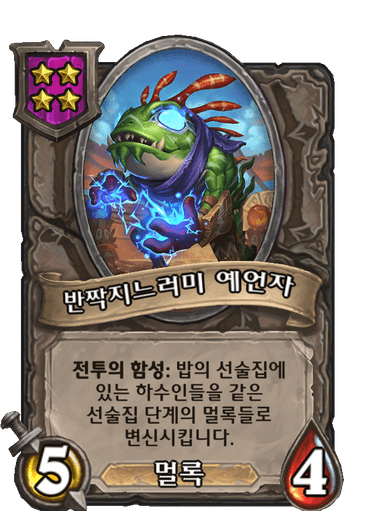 반짝지느러미 예언자
전투의 함성: 밥의 선술집에
있는 하수인들을 같은
선술집 단계의 멀록들로
변신시킵니다.
5
멀록
4